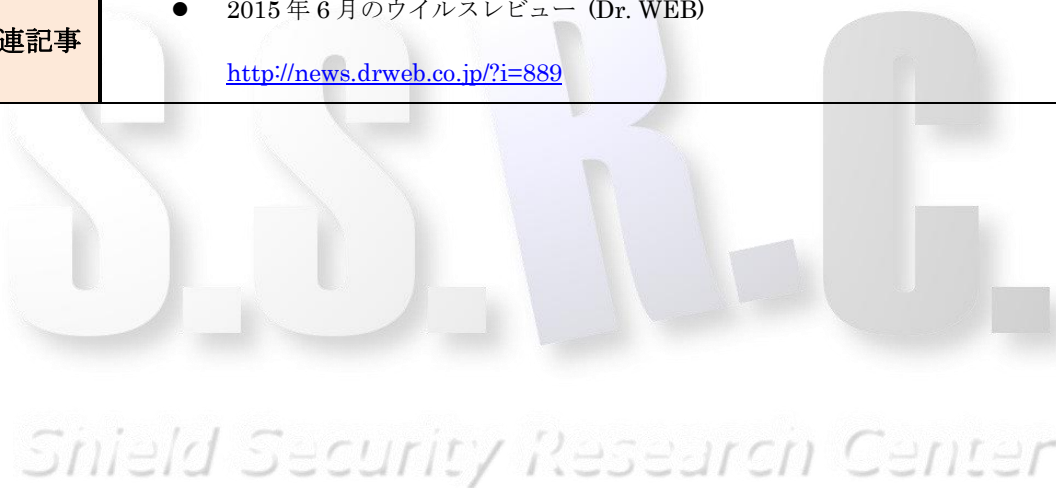 ● 2015 年 6 月のウイルスレビュー (Dr. WEB)
連記事
http://news.drweb.co.jp/?i=889
S.S.R.C.
Shield Security Research Center